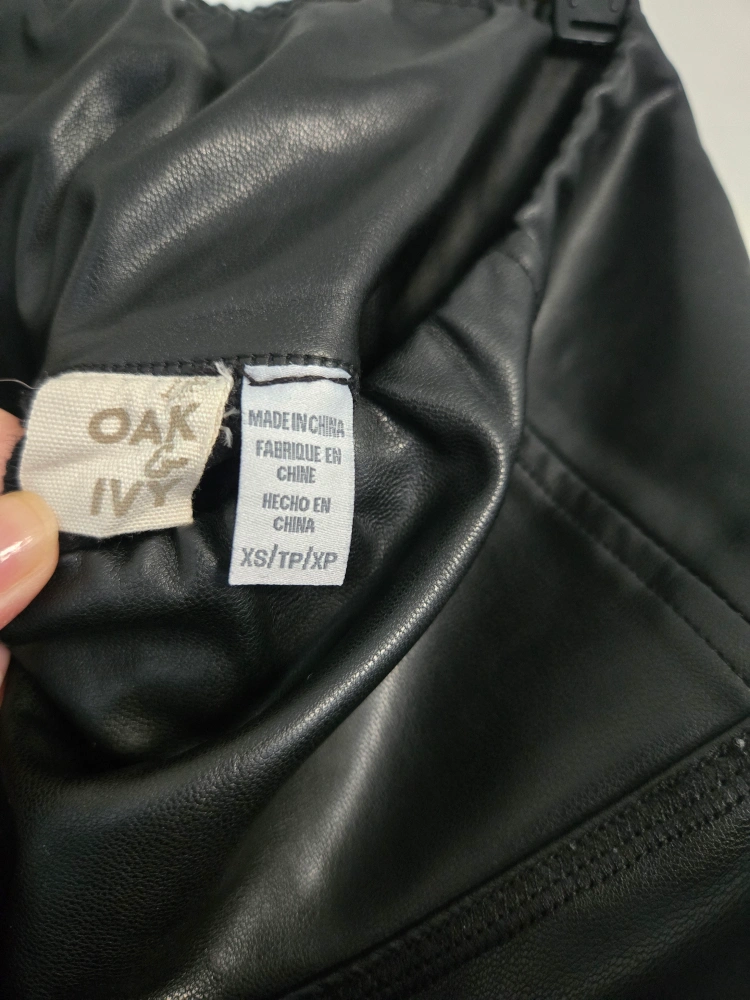 OAK
&
IVY
MADE IN CHINA
FABRIQUE EN
CHINE
HECHO EN
CHINA
XS/TP/XP